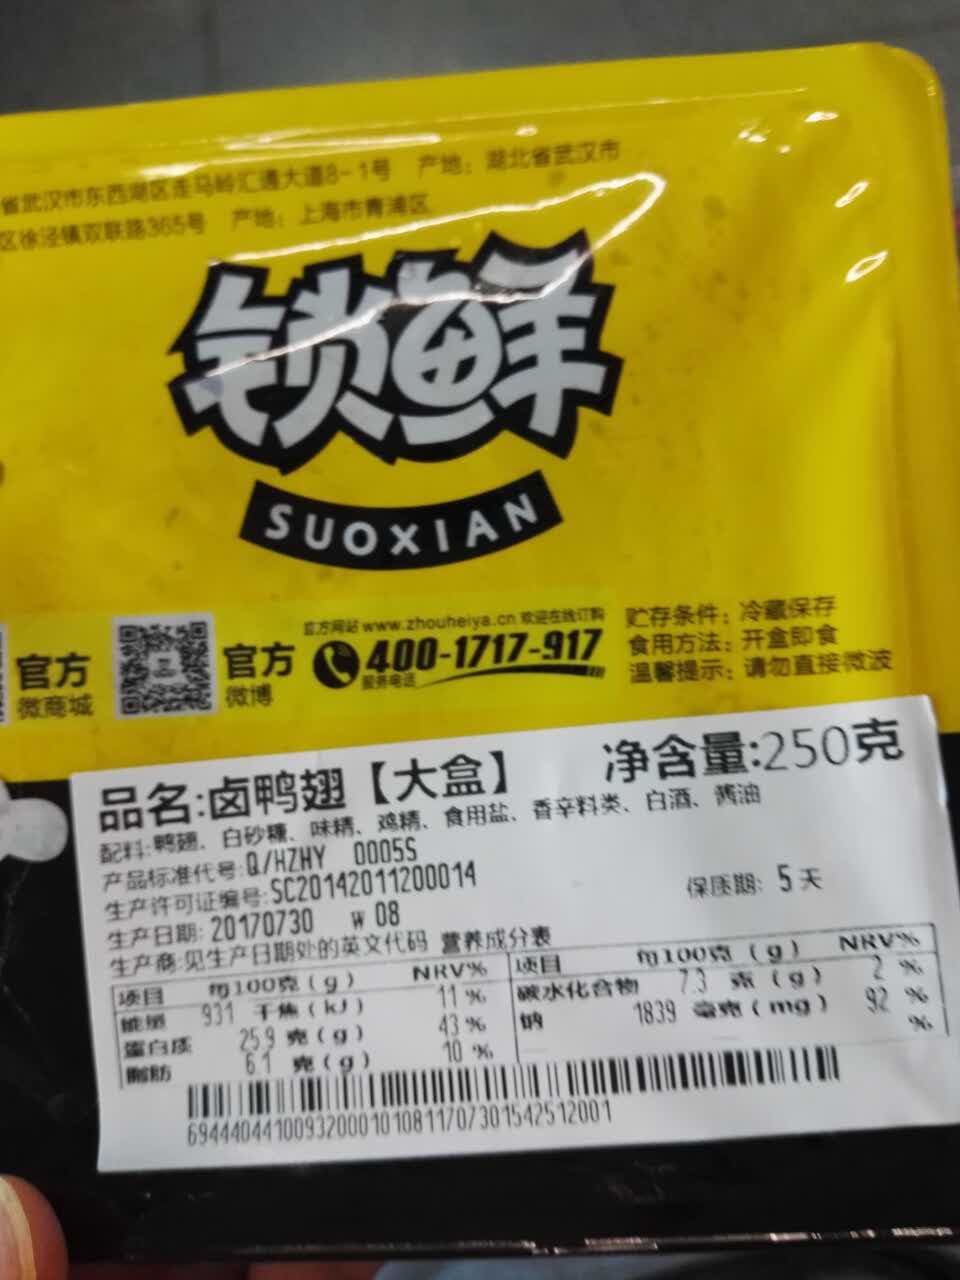 省武汉市东西湖区走马岭汇通大道8-1号 产地：湖北省武汉市
区徐泾镇双联路365号 产地：上海市青浦区
锁鲜
SUOXIAN
官方
微商城
官方
微博
官方网站 www.zhouheiya.cn 欢迎在线订购
400-1717-917
服务电话
贮存条件：冷藏保存
食用方法：开盒即食
温馨提示：请勿直接微波
品名:卤鸭翅【大盒】 净含量:250克
配料:鸭翅、白砂糖、味精、鸡精、食用盐、香辛料类、白酒、酱油
产品标准代号:Q/HZHY 0005S
生产许可证编号:SC20142011200014
保质期: 5天
生产日期: 20170730 W 08
生产商:见生产日期处的英文代码 营养成分表
项目 每100克(g) NRV% 项目 每100克(g) NRV%
能量 931 千焦(kJ) 11 % 碳水化合物 7.3 克(g) 2 %
蛋白质 25.9 克(g) 43 % 钠 1839 毫克(mg) 92 %
脂肪 6.1 克(g) 10 % %
694440441009320001010811707301542512001